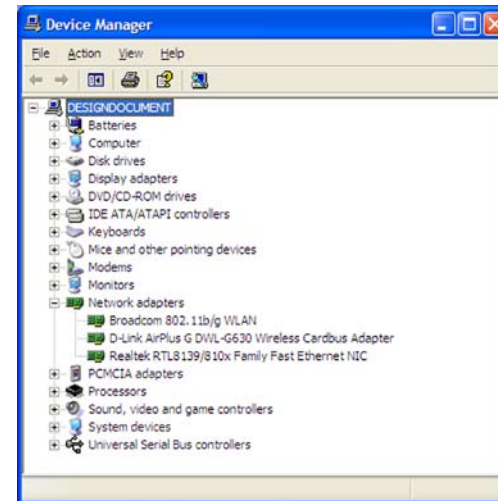 Device Manager
File Action View Help
DESIGNDOCUMENT
Batteries
Computer
Disk drives
Display adapters
DVD/CD-ROM drives
IDE ATA/ATAPI controllers
Keyboards
Mice and other pointing devices
Modems
Monitors
Network adapters
Broadcom 802.11b/g WLAN
D-Link AirPlus G DWL-G630 Wireless Cardbus Adapter
Realtek RTL8139/810x Family Fast Ethernet NIC
PCMCIA adapters
Processors
Sound, video and game controllers
System devices
Universal Serial Bus controllers